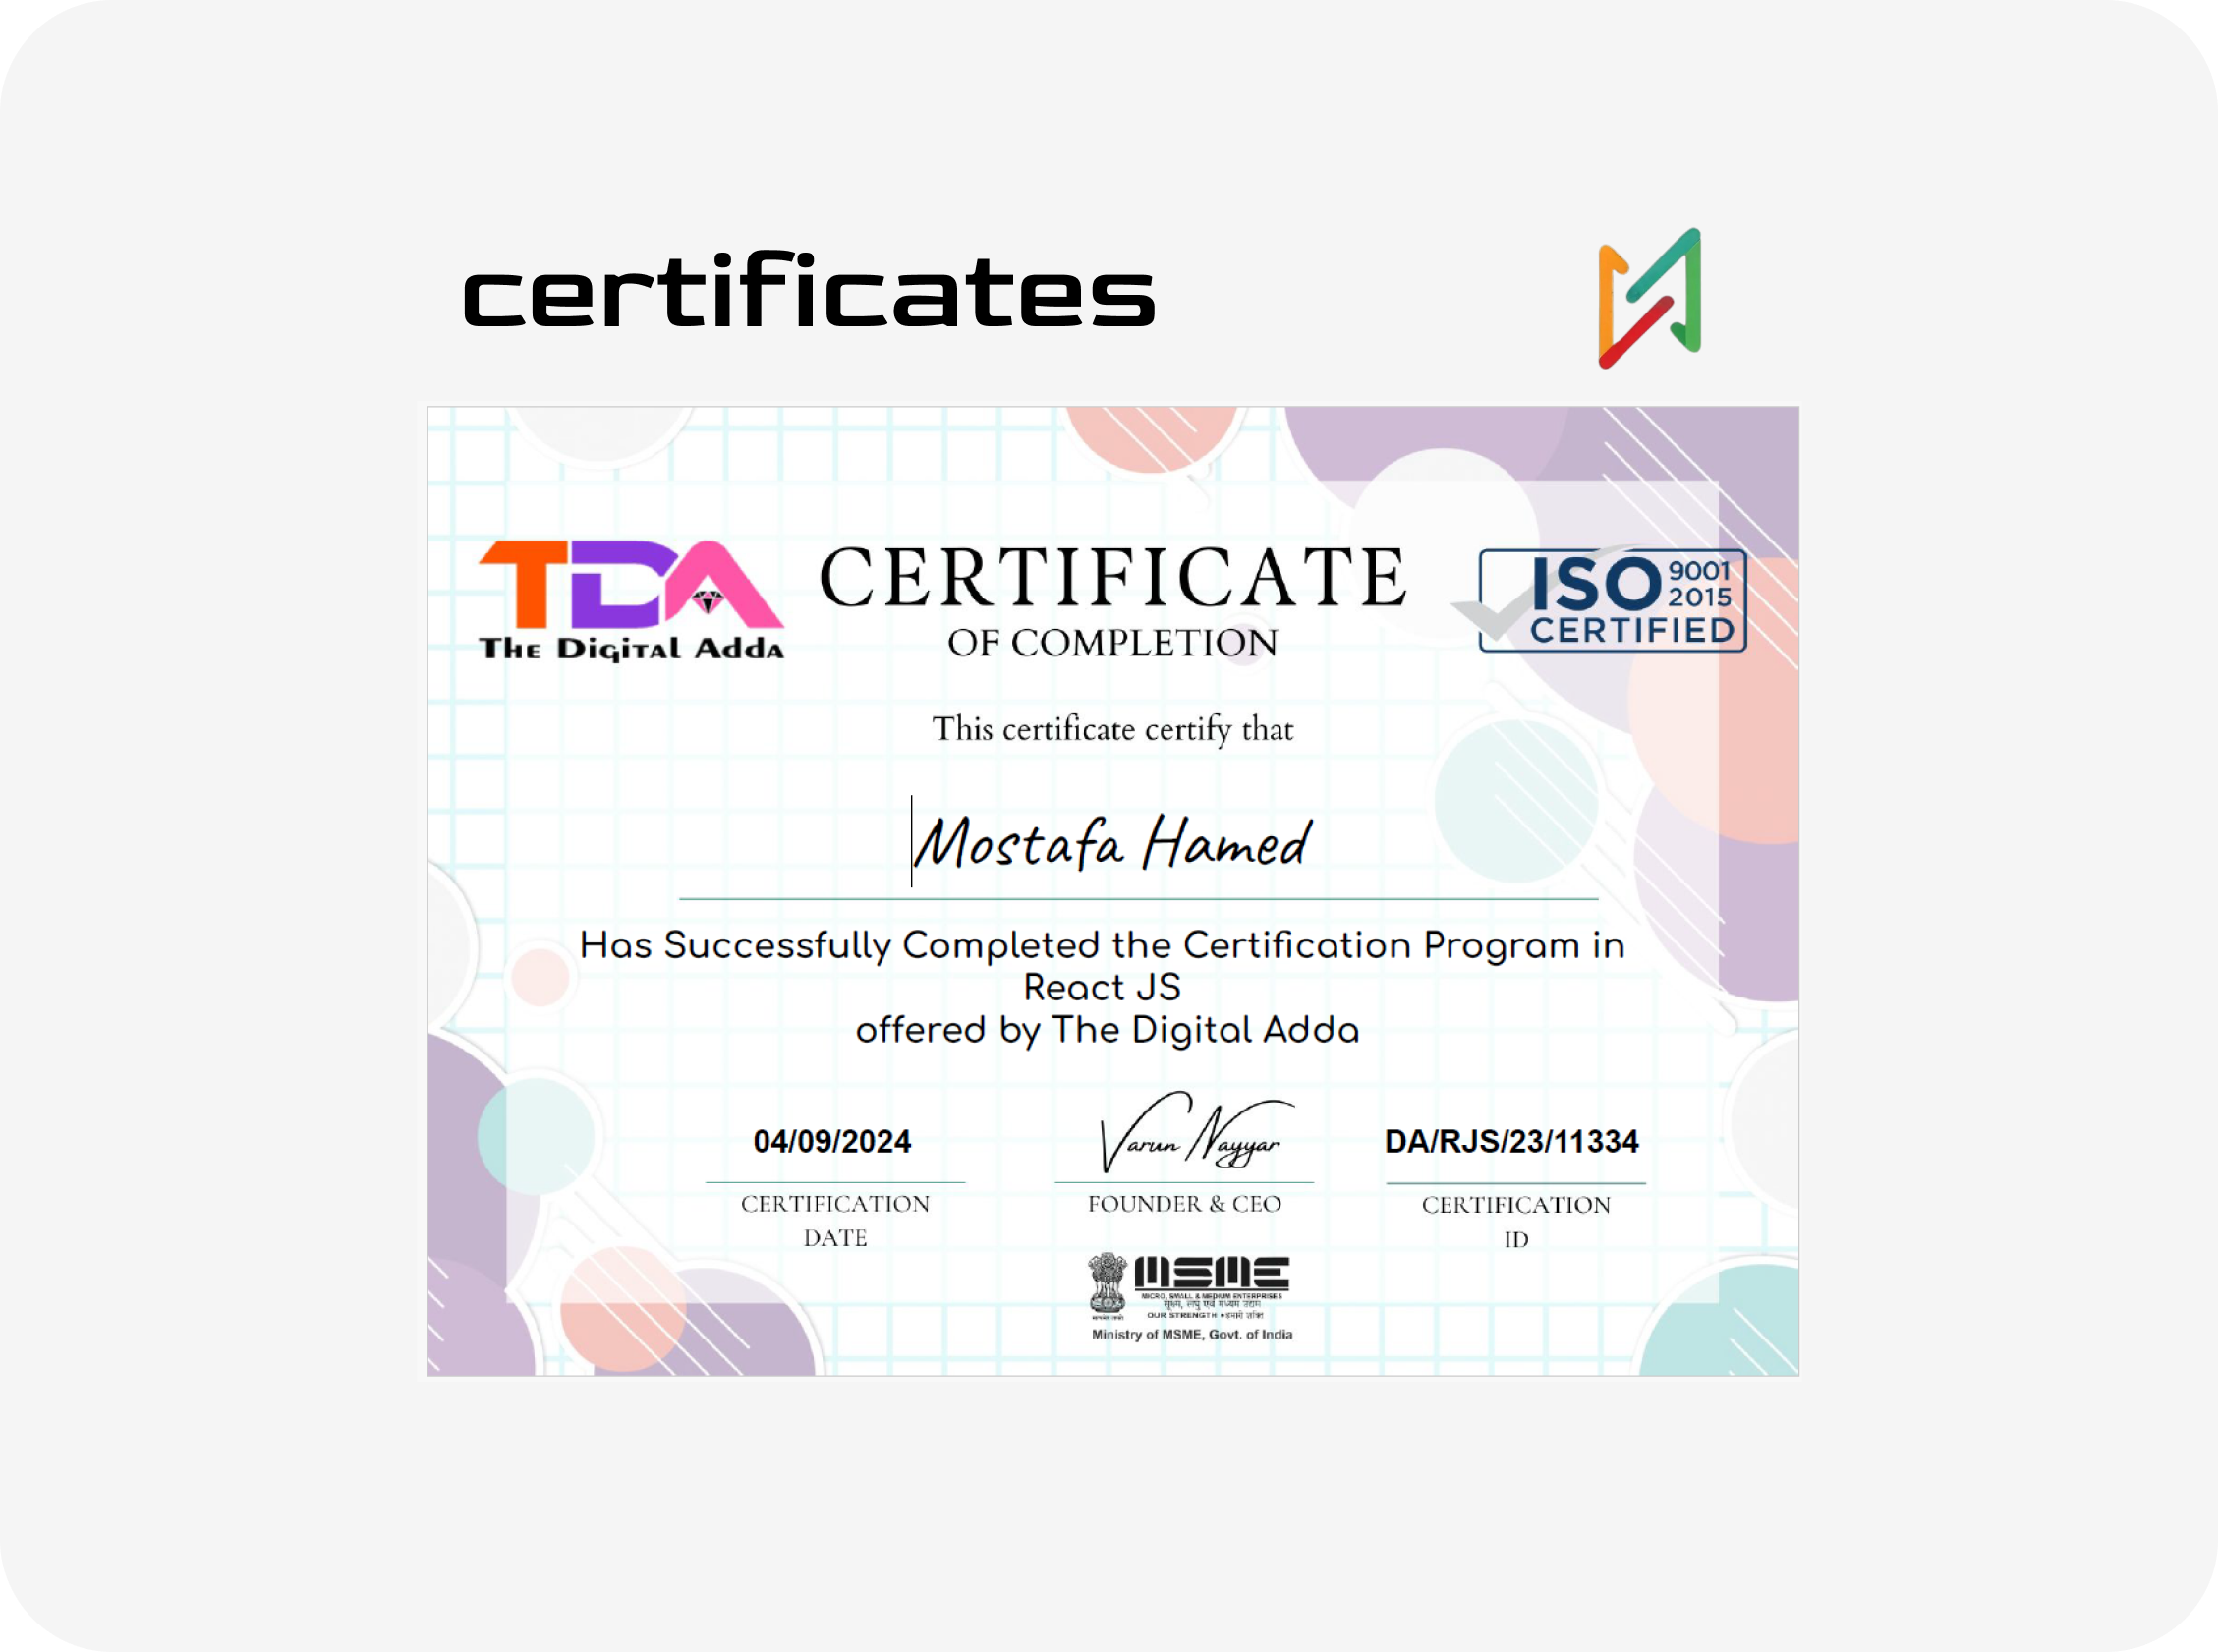 certificates
TDA
The Digital Adda
CERTIFICATE
OF COMPLETION
ISO 9001
2015
CERTIFIED
This certificate certify that
Mostafa Hamed
Has Successfully Completed the Certification Program in
React JS
offered by The Digital Adda
04/09/2024
CERTIFICATION
DATE
Varun Nayyar
FOUNDER & CEO
DA/RJS/23/11334
CERTIFICATION
ID
MSME
MICRO, SMALL & MEDIUM ENTERPRISES
सूक्ष्म, लघु एवं मध्यम उद्यम
OUR STRENGTH • हमारी शक्ति
Ministry of MSME, Govt. of India